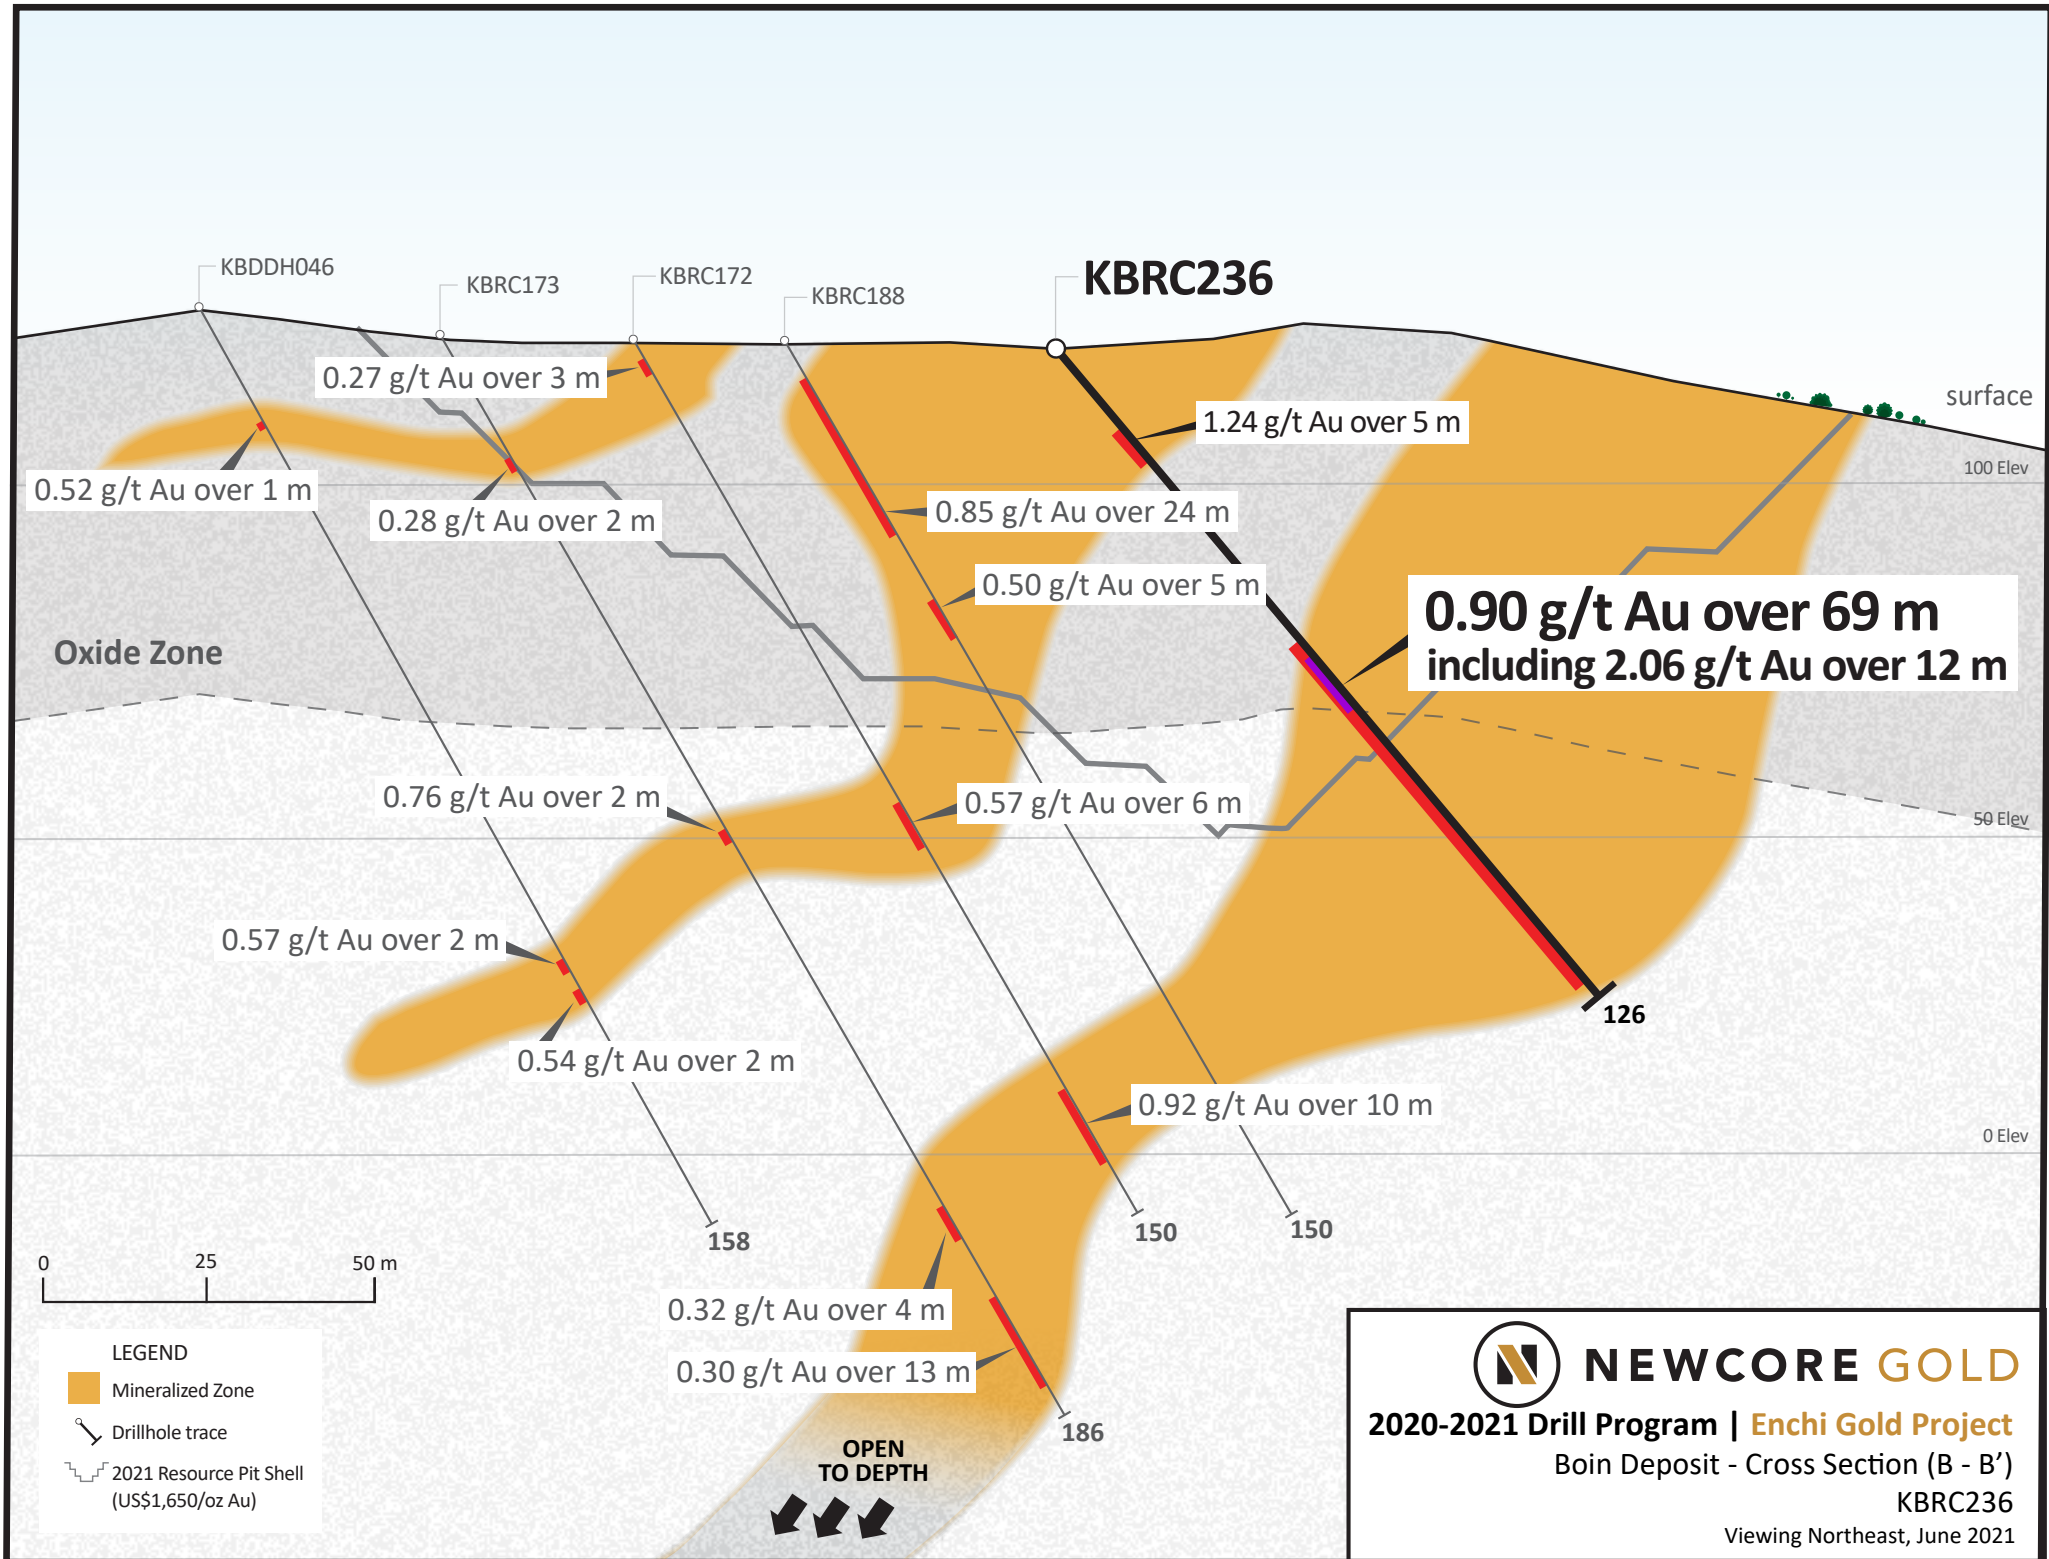 KBDDH046
KBRC173
KBRC172
KBRC188
KBRC236
0.27 g/t Au over 3 m
surface
1.24 g/t Au over 5 m
100 Elev
0.52 g/t Au over 1 m
0.28 g/t Au over 2 m
0.85 g/t Au over 24 m
0.50 g/t Au over 5 m
0.90 g/t Au over 69 m
including 2.06 g/t Au over 12 m
Oxide Zone
0.76 g/t Au over 2 m
0.57 g/t Au over 6 m
50 Elev
0.57 g/t Au over 2 m
126
0.54 g/t Au over 2 m
0.92 g/t Au over 10 m
0 Elev
158
150
150
0 25 50 m
0.32 g/t Au over 4 m
0.30 g/t Au over 13 m
186
OPEN
TO DEPTH
LEGEND
Mineralized Zone
Drillhole trace
2021 Resource Pit Shell
(US$1,650/oz Au)
N NEWCORE GOLD
2020-2021 Drill Program | Enchi Gold Project
Boin Deposit - Cross Section (B - B’)
KBRC236
Viewing Northeast, June 2021